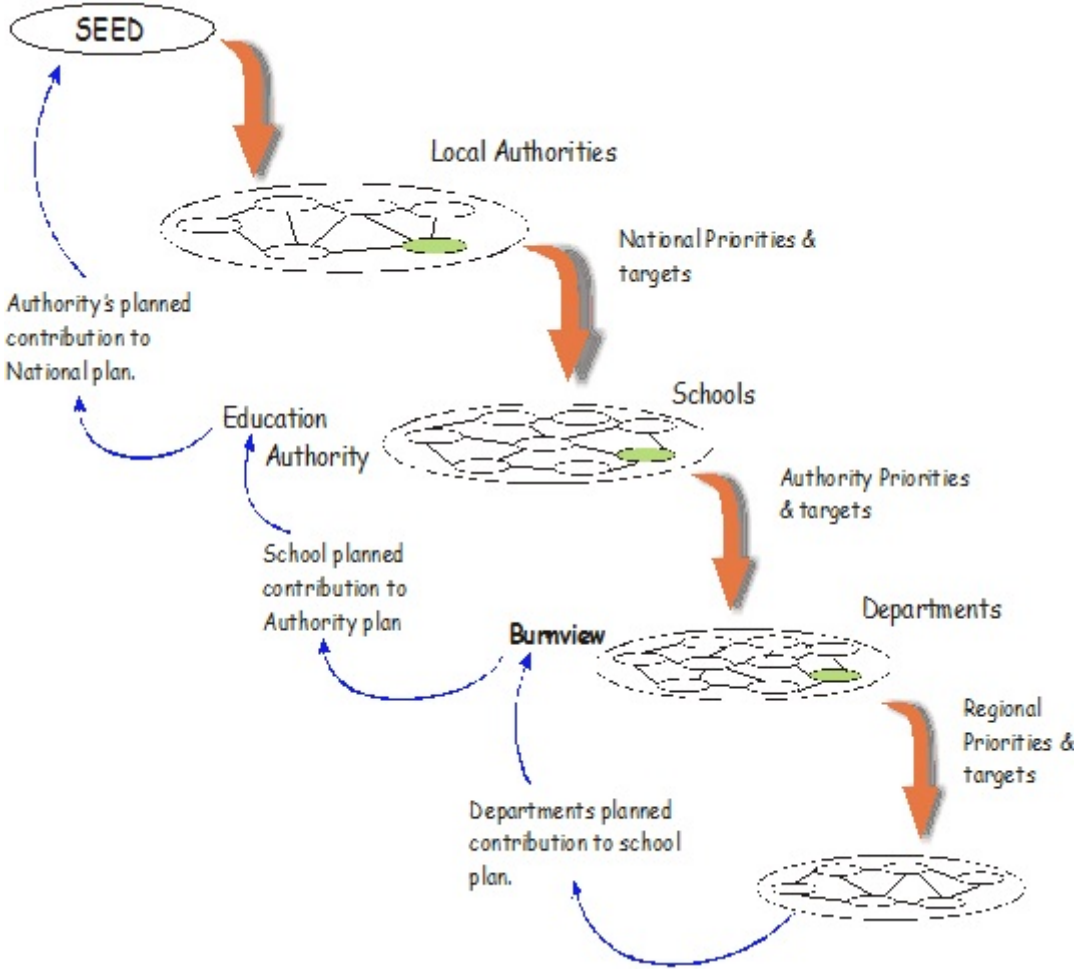 SEED
Local Authorities
National Priorities &
targets
Authority's planned
contribution to
National plan.
Schools
Education
Authority
Authority Priorities
& targets
School planned
contribution to
Authority plan
Departments
Burnview
Regional
Priorities &
targets
Departments planned
contribution to school
plan.